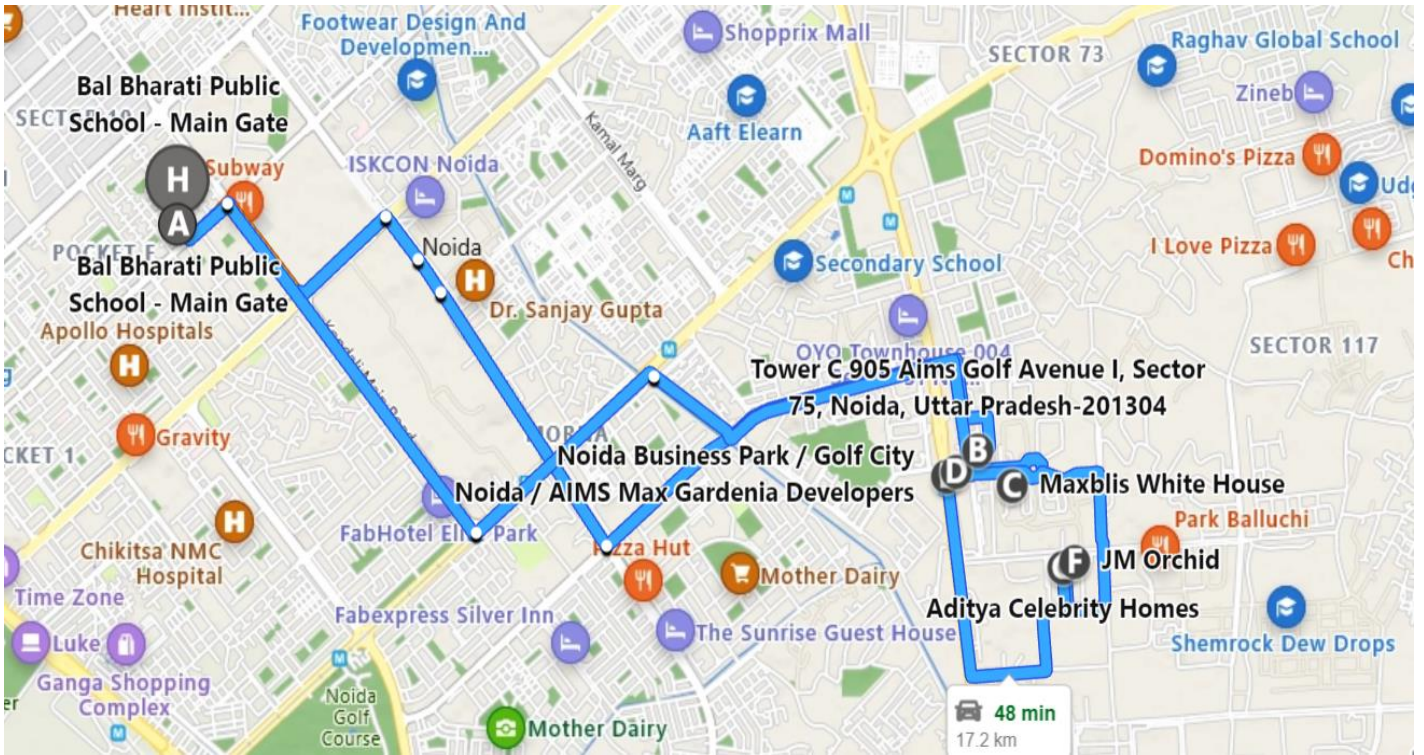 Heart Instit...
Footwear Design And
Developmen...
Shopprix Mall
SECTOR 73
Raghav Global School
Bal Bharati Public
School - Main Gate
Zineb
Aaft Elearn
Kamal Marg
Domino's Pizza
H
Subway
ISKCON Noida
A
POCKET F
Noida
I Love Pizza
Ch
Bal Bharati Public
School - Main Gate
Secondary School
H
Dr. Sanjay Gupta
Apollo Hospitals
H
OYO Townhouse 004
SECTOR 117
Tower C 905 Aims Golf Avenue I, Sector
75, Noida, Uttar Pradesh-201304
Gravity
Noida Business Park / Golf City
B
Noida / AIMS Max Gardenia Developers
D
C
Maxblis White House
H
FabHotel
Park
Park Balluchi
Pizza Hut
Chikitsa NMC
Hospital
Mother Dairy
F
JM Orchid
Time Zone
Fabexpress Silver Inn
Aditya Celebrity Homes
Luke
The Sunrise Guest House
Shemrock Dew Drops
Ganga Shopping
Complex
Noida
Golf
Course
Mother Dairy
48 min
17.2 km